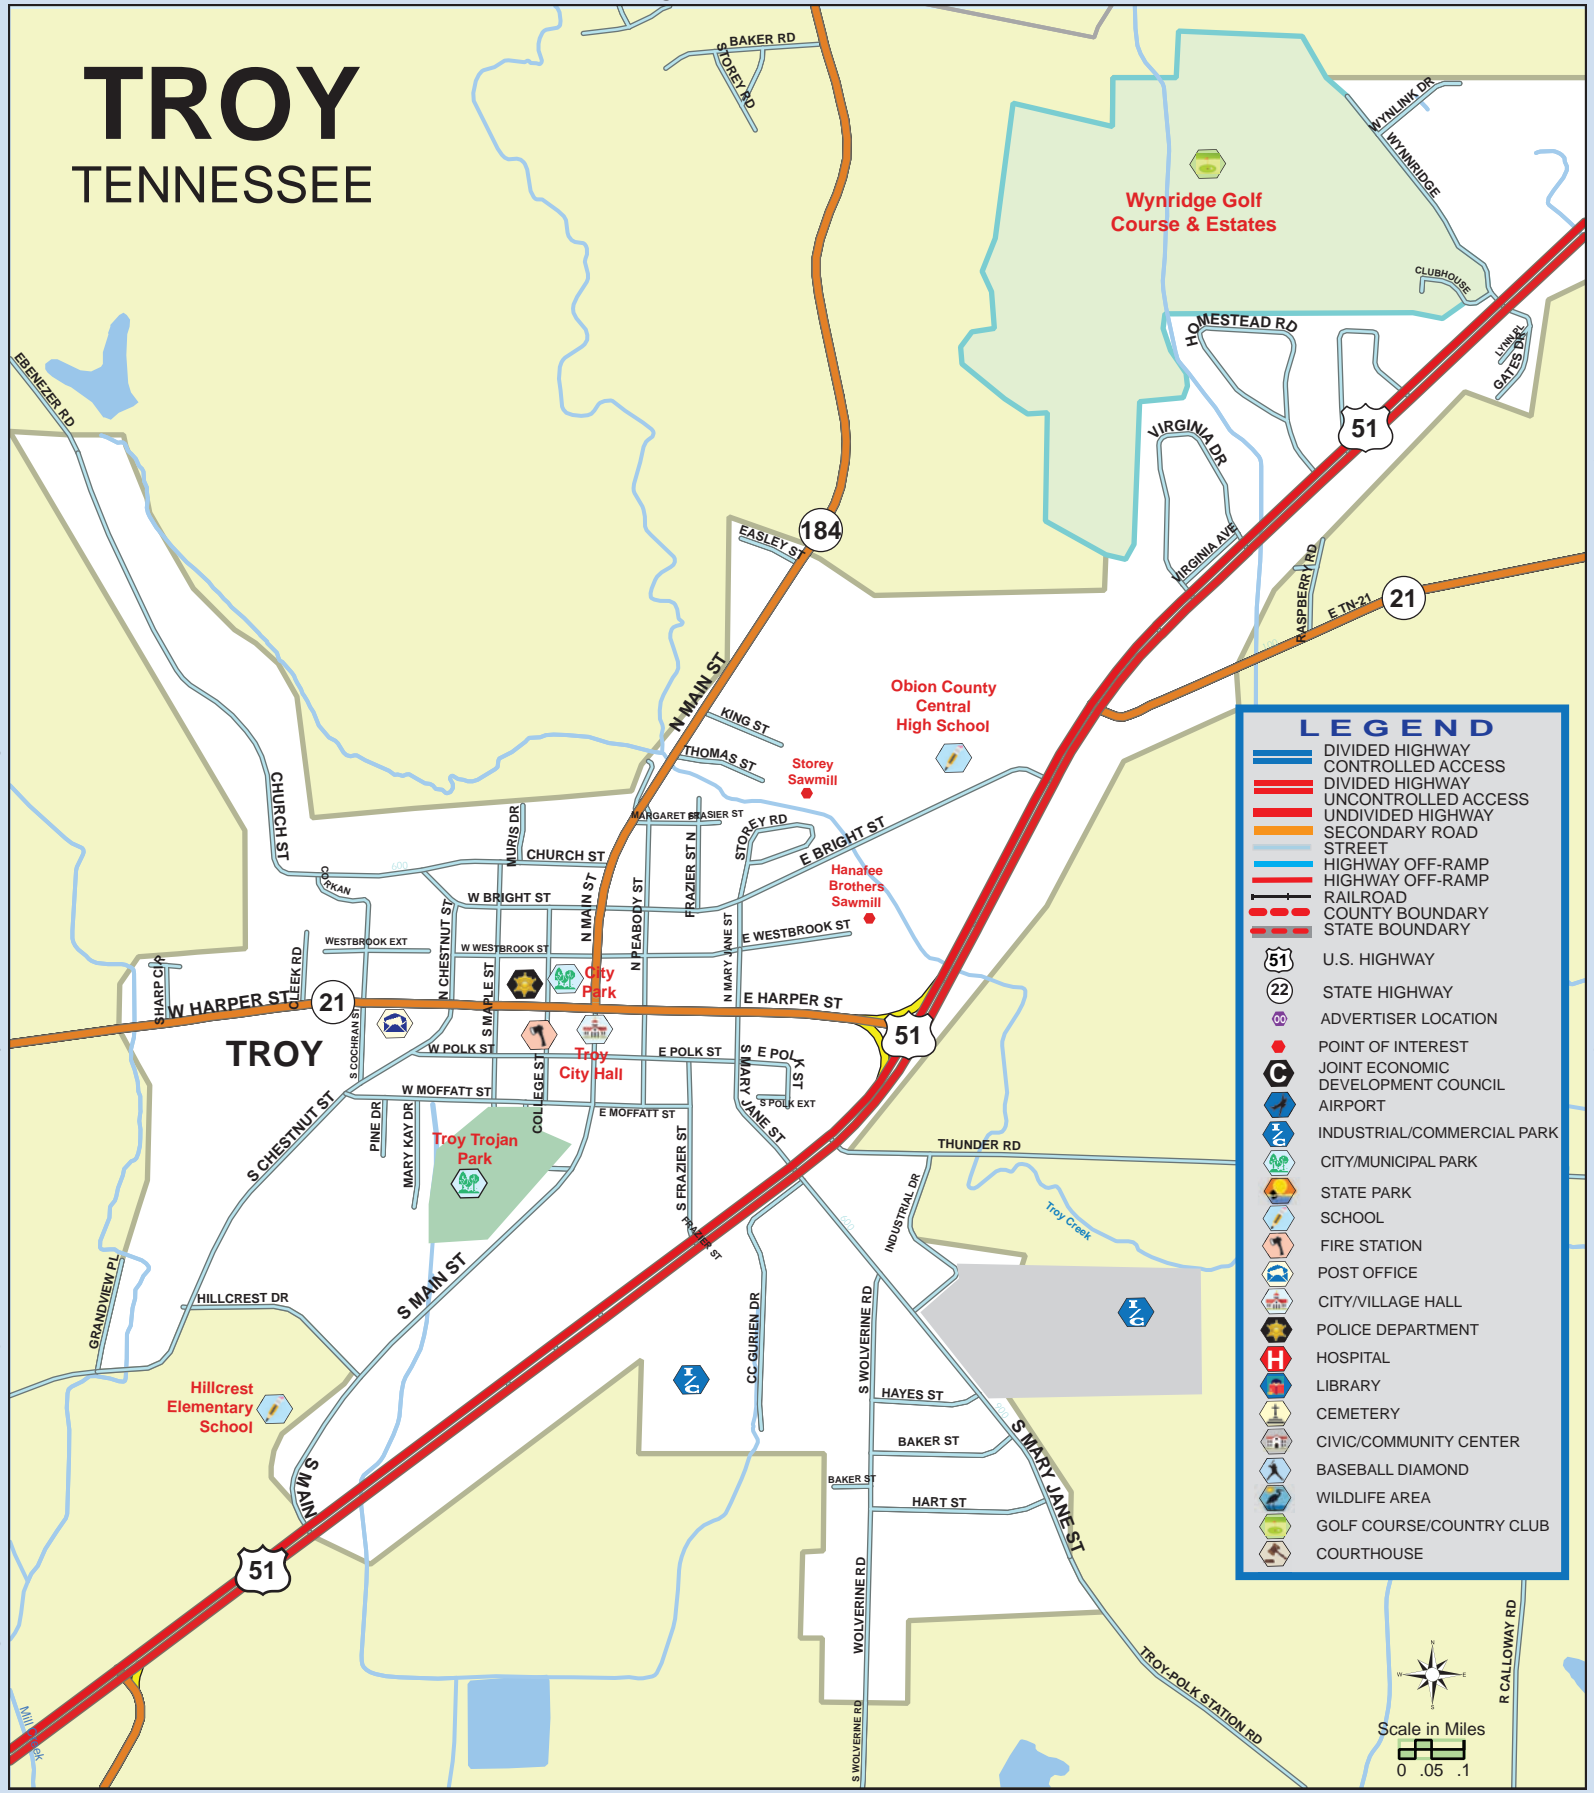 TROY
TENNESSEE
BAKER RD
STOREY RD
WYNLINK DR
WYNNRIDGE
Wynridge Golf
Course & Estates
CLUBHOUSE
LYNN PL
GATES DR
HOMESTEAD RD
EBENEZER RD
51
VIRGINIA DR
VIRGINIA AVE
184
EASLEY ST
RASPBERRY RD
E TN-21
21
N MAIN ST
KING ST
THOMAS ST
Obion County
Central
High School
Storey
Sawmill
CHURCH ST
MURIS DR
CHURCH ST
600
MARGARET ST
FRASIER ST
STOREY RD
E BRIGHT ST
FRAZIER ST N
Hanafee
Brothers
Sawmill
CORKAN
W BRIGHT ST
N MAIN ST
N PEABODY ST
N CHESTNUT ST
WESTBROOK EXT
W WESTBROOK ST
E WESTBROOK ST
N MARY JANE ST
SHARP CIR
CLEEK RD
W HARPER ST
21
S MAPLE ST
City
Park
E HARPER ST
51
TROY
S COCHRAN ST
W POLK ST
COLLEGE ST
Troy
City Hall
E POLK ST
E POLK ST
S POLK EXT
S MARY JANE ST
W MOFFATT ST
E MOFFATT ST
S CHESTNUT ST
PINE DR
MARY KAY DR
Troy Trojan
Park
S FRAZIER ST
FRAZIER ST
THUNDER RD
INDUSTRIAL DR
600
Troy Creek
GRANDVIEW PL
HILLCREST DR
S MAIN ST
CC GURIEN DR
S WOLVERINE RD
Hillcrest
Elementary
School
HAYES ST
BAKER ST
BAKER ST
HART ST
S MARY JANE ST
S MAIN
51
WOLVERINE RD
S WOLVERINE RD
TROY-POLK STATION RD
R CALLOWAY RD
Mill Creek
LEGEND
DIVIDED HIGHWAY
CONTROLLED ACCESS
DIVIDED HIGHWAY
UNCONTROLLED ACCESS
UNDIVIDED HIGHWAY
SECONDARY ROAD
STREET
HIGHWAY OFF-RAMP
HIGHWAY OFF-RAMP
RAILROAD
COUNTY BOUNDARY
STATE BOUNDARY
51 U.S. HIGHWAY
22 STATE HIGHWAY
00 ADVERTISER LOCATION
POINT OF INTEREST
C JOINT ECONOMIC
DEVELOPMENT COUNCIL
AIRPORT
I/C INDUSTRIAL/COMMERCIAL PARK
CITY/MUNICIPAL PARK
STATE PARK
SCHOOL
FIRE STATION
POST OFFICE
CITY/VILLAGE HALL
POLICE DEPARTMENT
H HOSPITAL
LIBRARY
CEMETERY
CIVIC/COMMUNITY CENTER
BASEBALL DIAMOND
WILDLIFE AREA
GOLF COURSE/COUNTRY CLUB
COURTHOUSE
I/C
I/C
N
W E
S
Scale in Miles
0 .05 .1